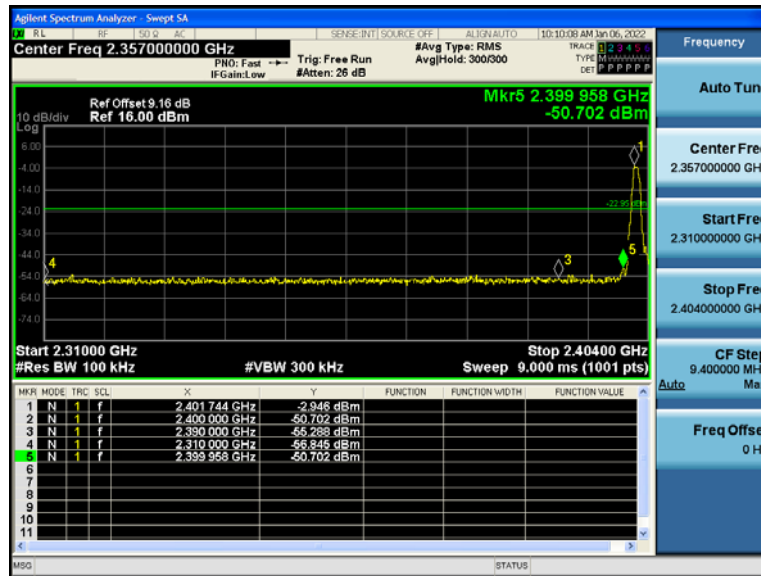 Agilent Spectrum Analyzer - Swept SA
RL RF 50 Ω AC SENSE:INT SOURCE OFF ALIGNAUTO 10:10:08 AM Jan 06, 2022
Center Freq 2.357000000 GHz
PNO: Fast
IFGain:Low
Trig: Free Run
#Atten: 26 dB
#Avg Type: RMS
Avg|Hold: 300/300
TRACE 1 2 3 4 5 6
TYPE M
DET P P P P P P
Ref Offset 9.16 dB
Ref 16.00 dBm
10 dB/div
Log
Mkr5 2.399 958 GHz
-50.702 dBm
6.00
-4.00
-14.0
-24.0
-34.0
-44.0
-54.0
-64.0
-74.0
-22.95 dBm
1
3
4
5
Start 2.31000 GHz
Stop 2.40400 GHz
#Res BW 100 kHz
#VBW 300 kHz
Sweep 9.000 ms (1001 pts)
MKR MODE TRC SCL X Y FUNCTION FUNCTION WIDTH FUNCTION VALUE
1 N 1 f 2.401 744 GHz -2.946 dBm
2 N 1 f 2.400 000 GHz -50.702 dBm
3 N 1 f 2.390 000 GHz -55.288 dBm
4 N 1 f 2.310 000 GHz -56.845 dBm
5 N 1 f 2.399 958 GHz -50.702 dBm
6
7
8
9
10
11
MSG
STATUS
Frequency
Auto Tun
Center Fre
2.357000000 GH
Start Fre
2.310000000 GH
Stop Fre
2.404000000 GH
CF Ste
9.400000 MH
Auto Ma
Freq Offse
0 H